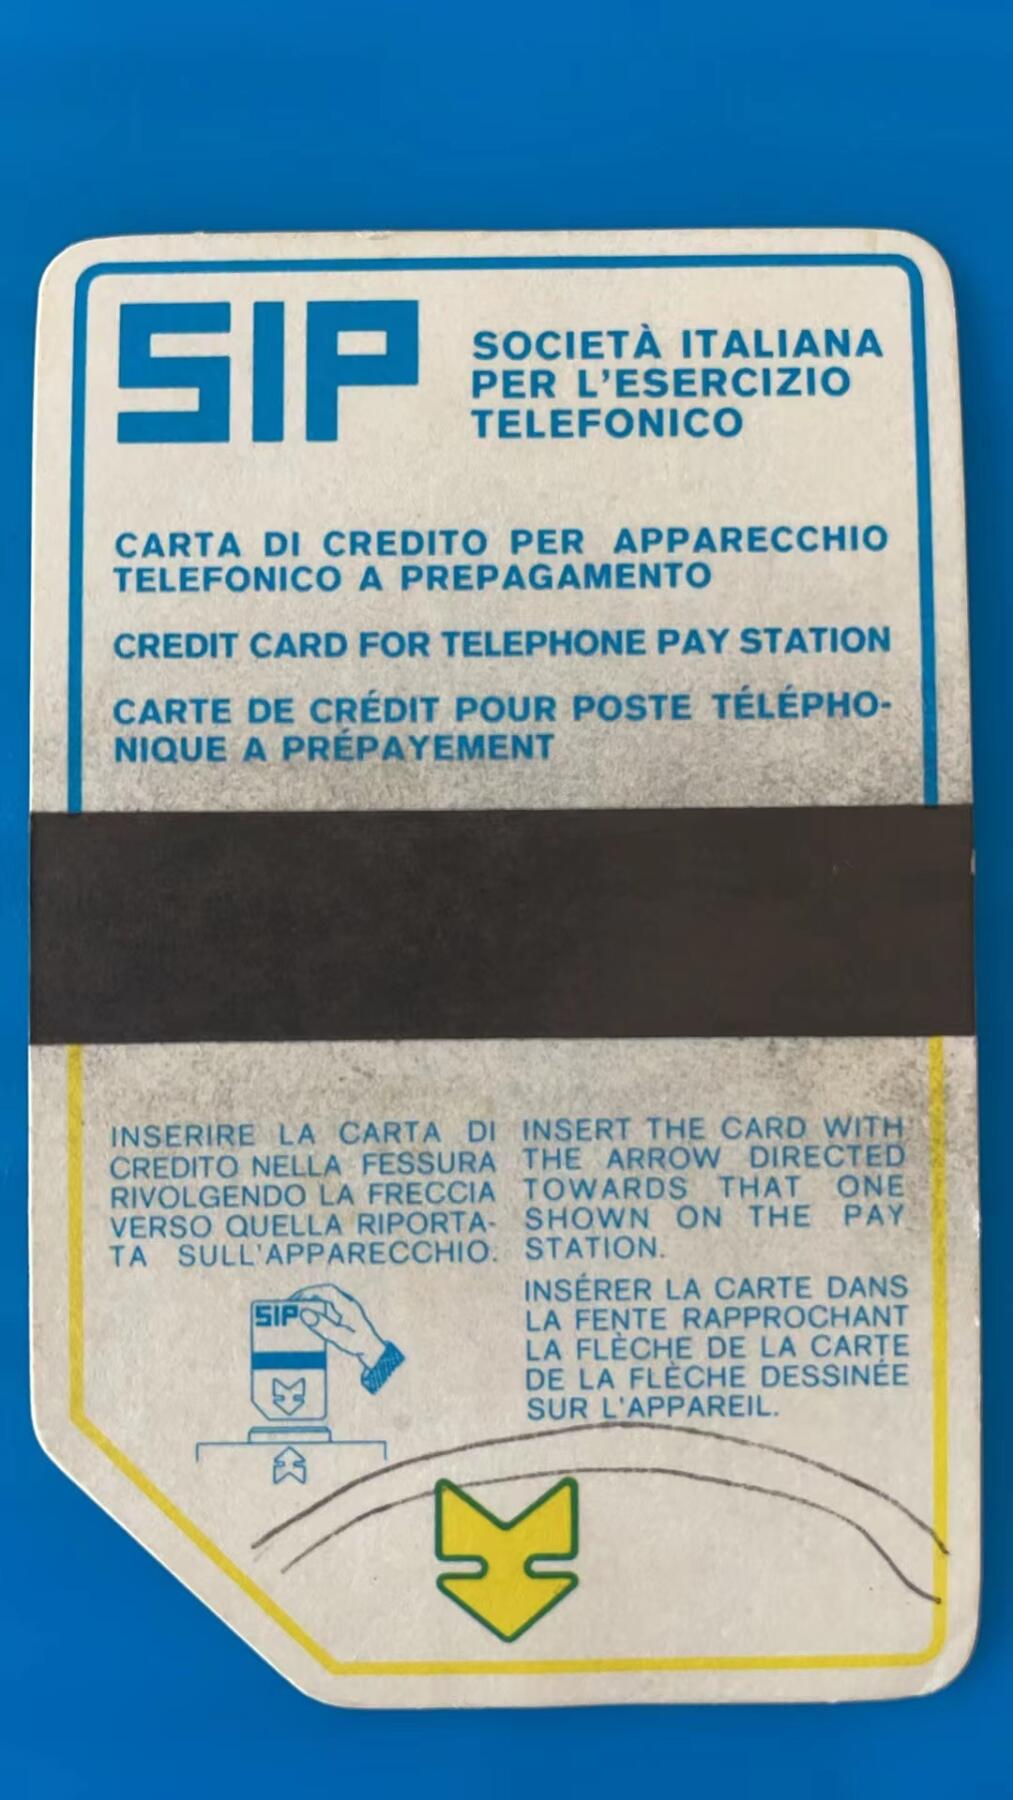 SIP
SOCIETÀ ITALIANA
PER L'ESERCIZIO
TELEFONICO
CARTA DI CREDITO PER APPARECCHIO
TELEFONICO A PREPAGAMENTO
CREDIT CARD FOR TELEPHONE PAY STATION
CARTE DE CRÉDIT POUR POSTE TÉLÉPHO-
NIQUE A PRÉPAYEMENT
INSERIRE LA CARTA DI
CREDITO NELLA FESSURA
RIVOLGENDO LA FRECCIA
VERSO QUELLA RIPORTA-
TA SULL'APPARECCHIO.
SIP
INSERT THE CARD WITH
THE ARROW DIRECTED
TOWARDS THAT ONE
SHOWN ON THE PAY
STATION.
INSÉRER LA CARTE DANS
LA FENTE RAPPROCHANT
LA FLÈCHE DE LA CARTE
DE LA FLÈCHE DESSINÉE
SUR L'APPAREIL.